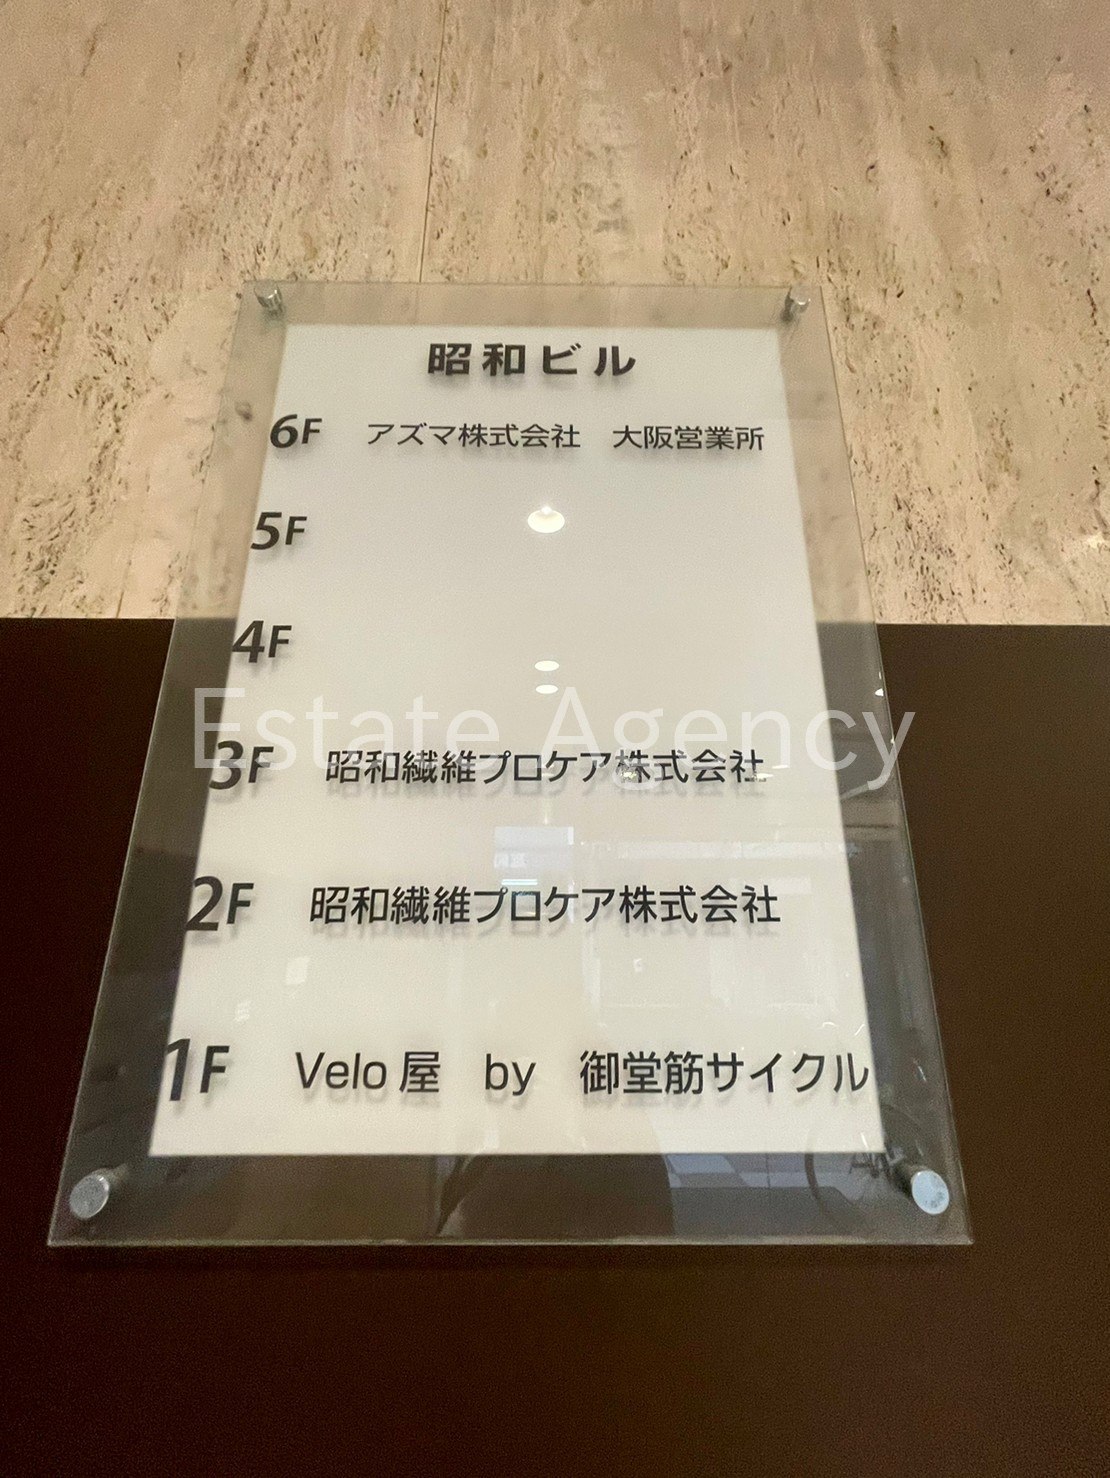 昭和ビル
6F アズマ株式会社 大阪営業所
5F
4F
Estate Agency
3F 昭和繊維プロケア株式会社
2F 昭和繊維プロケア株式会社
1F Velo屋 by 御堂筋サイクル